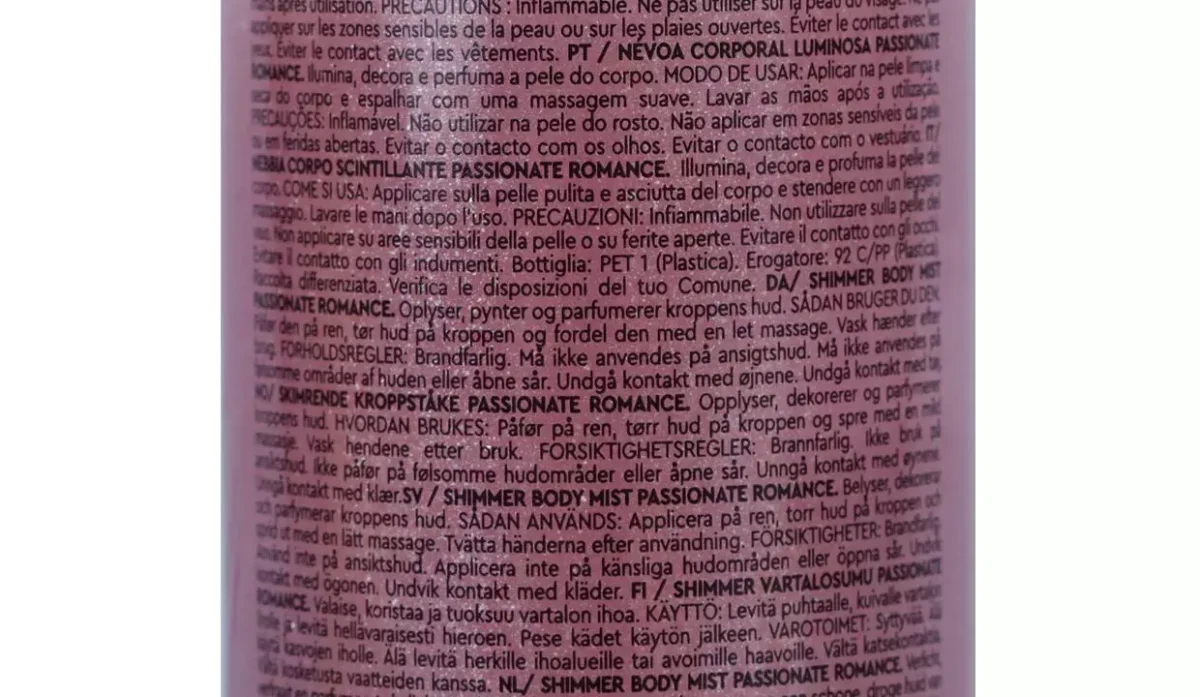 après utilisation. PRÉCAUTIONS : Inflammable. Ne pas utiliser sur la peau du visage. Ne pas
appliquer sur les zones sensibles de la peau ou sur les plaies ouvertes. Éviter le contact avec les
yeux. Éviter le contact avec les vêtements. PT / NÉVOA CORPORAL LUMINOSA PASSIONATE
ROMANCE. Ilumina, decora e perfuma a pele do corpo. MODO DE USAR: Aplicar na pele limpa e
seca do corpo e espalhar com uma massagem suave. Lavar as mãos após a utilização.
PRECAUÇÕES: Inflamável. Não utilizar na pele do rosto. Não aplicar em zonas sensíveis da pele
ou em feridas abertas. Evitar o contacto com os olhos. Evitar o contacto com o vestuário. IT/
NEBBIA CORPO SCINTILLANTE PASSIONATE ROMANCE. Illumina, decora e profuma la pelle del
corpo. COME SI USA: Applicare sulla pelle pulita e asciutta del corpo e stendere con un leggero
massaggio. Lavare le mani dopo l'uso. PRECAUZIONI: Infiammabile. Non utilizzare sulla pelle del
viso. Non applicare su aree sensibili della pelle o su ferite aperte. Evitare il contatto con gli occhi.
Evitare il contatto con gli indumenti. Bottiglia: PET 1 (Plastica). Erogatore: 92 C/PP (Plastica).
Raccolta differenziata. Verifica le disposizioni del tuo Comune. DA/ SHIMMER BODY MIST
PASSIONATE ROMANCE. Oplyser, pynter og parfumerer kroppens hud. SÅDAN BRUGER DU DEN:
Påfør den på ren, tør hud på kroppen og fordel den med en let massage. Vask hænder efter
brug. FORHOLDSREGLER: Brandfarlig. Må ikke anvendes på ansigtshud. Må ikke anvendes på
følsomme områder af huden eller åbne sår. Undgå kontakt med øjnene. Undgå kontakt med tøj.
NO/ SKIMRENDE KROPPSTÅKE PASSIONATE ROMANCE. Opplyser, dekorerer og parfymerer
kroppens hud. HVORDAN BRUKES: Påfør på ren, tørr hud på kroppen og spre med en mild
massasje. Vask hendene etter bruk. FORSIKTIGHETSREGLER: Brannfarlig. Ikke bruk på
ansiktshud. Ikke påfør på følsomme hudområder eller åpne sår. Unngå kontakt med øynene.
Unngå kontakt med klær.SV / SHIMMER BODY MIST PASSIONATE ROMANCE. Belyser, dekorerar
och parfymerar kroppens hud. SÅDAN ANVÄNDS: Applicera på ren, torr hud på kroppen och
sprid ut med en lätt massage. Tvätta händerna efter användning. FÖRSIKTIGHETER: Brandfarlig.
Använd inte på ansiktshud. Applicera inte på känsliga hudområden eller öppna sår. Undvik
kontakt med ögonen. Undvik kontakt med kläder. FI / SHIMMER VARTALOSUMU PASSIONATE
ROMANCE. Valaise, koristaa ja tuoksuu vartalon ihoa. KÄYTTÖ: Levitä puhtaalle, kuivalle vartalon
iholle ja levitä hellävaraisesti hieroen. Pese kädet käytön jälkeen. VAROTOIMET: Syttyvää. Älä
käytä kasvojen iholle. Älä levitä herkille ihoalueille tai avoimille haavoille. Vältä katsekontaktia.
Vältä kosketusta vaatteiden kanssa. NL/ SHIMMER BODY MIST PASSIONATE ROMANCE. Verlicht,
schone, droge huid van